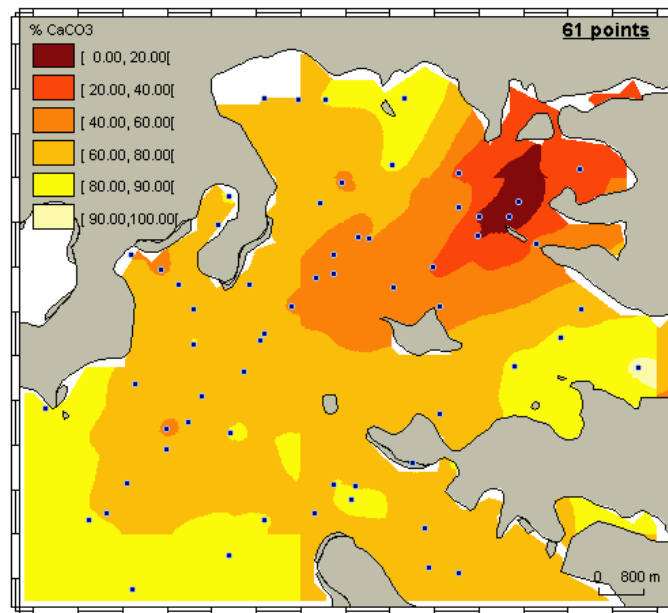 % CaCO3
61 points
[ 0.00, 20.00[
[ 20.00, 40.00[
[ 40.00, 60.00[
[ 60.00, 80.00[
[ 80.00, 90.00[
[ 90.00, 100.00[
0 800 m